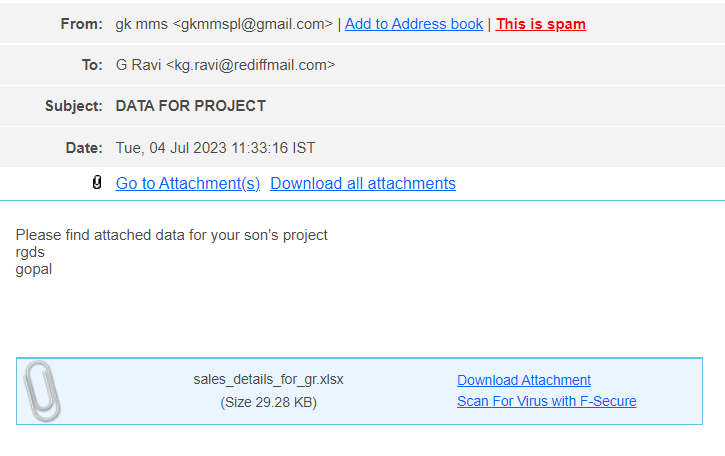 From: gk mms <gkmmspl@gmail.com> | Add to Address book | This is spam
To: G Ravi <kg.ravi@rediffmail.com>
Subject: DATA FOR PROJECT
Date: Tue, 04 Jul 2023 11:33:16 IST
Go to Attachment(s) Download all attachments
Please find attached data for your son's project
rgds
gopal
sales_details_for_gr.xlsx Download Attachment
(Size 29.28 KB) Scan For Virus with F-Secure